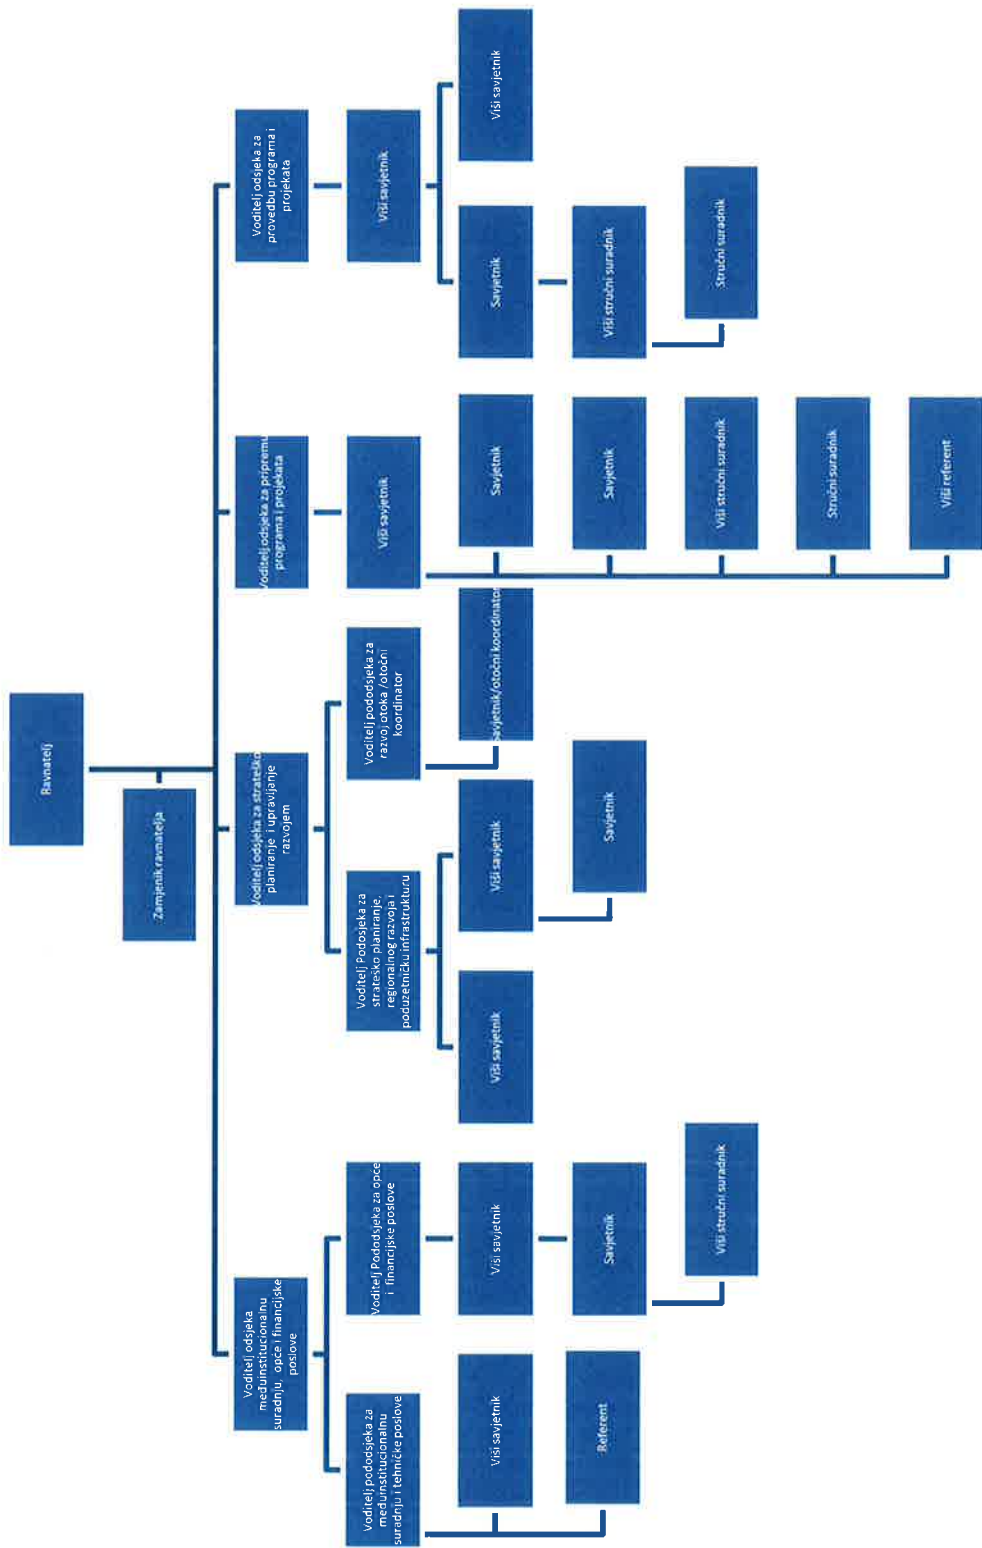 Ravnatelj
Zamjenik ravnatelja
Voditelj odsjeka
međuinstitucionalnu
suradnju, opće i financijske
poslove
Voditelj odsjeka za strateško
planiranje i upravljanje
razvojem
Voditelj odsjeka za pripremu
programa i projekata
Voditelj odsjeka za
provedbu programa i
projekata
Voditelj pododsjeka za
međuinstitucionalnu
suradnju i tehničke poslove
Voditelj Pododsjeka za opće
i financijske poslove
Voditelj Podosjeka za
strateško planiranje,
regionalnog razvoja i
poduzetničku infrastrukturu
Voditelj pododsjeka za
razvoj otoka /otočni
koordinator
Viši savjetnik
Viši savjetnik
Viši savjetnik
Viši savjetnik
Viši savjetnik
Viši savjetnik
Savjetnik/otočni koordinator
Savjetnik
Savjetnik
Viši savjetnik
Referent
Savjetnik
Savjetnik
Savjetnik
Viši stručni suradnik
Viši stručni suradnik
Viši stručni suradnik
Stručni suradnik
Stručni suradnik
Viši referent